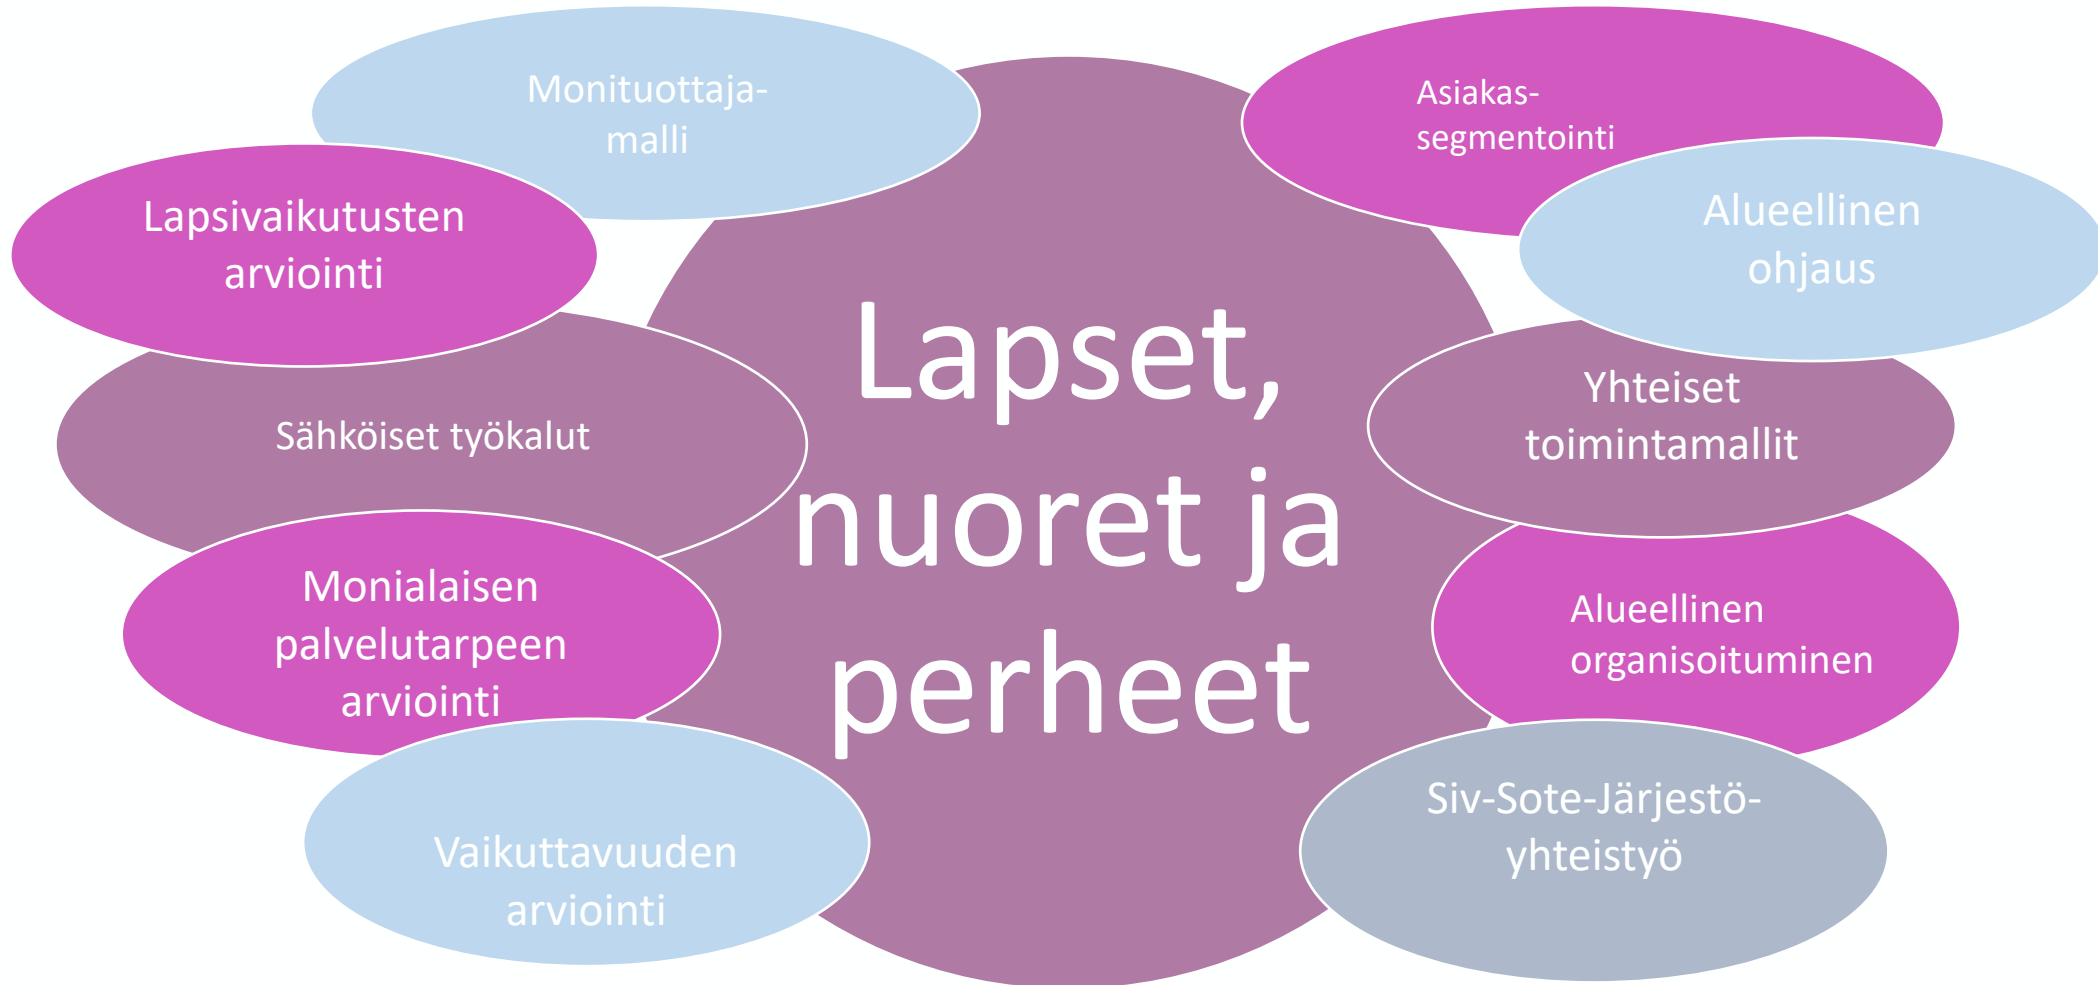 Monituottaja-
malli
Lapsivaikutusten
arviointi
Sähköiset työkalut
Monialaisen
palvelutarpeen
arviointi
Vaikuttavuuden
arviointi
Lapset,
nuoret ja
perheet
Asiakas-
segmentointi
Alueellinen
ohjaus
Yhteiset
toimintamallit
Alueellinen
organisoituminen
Siv-Sote-Järjestö-
yhteistyö